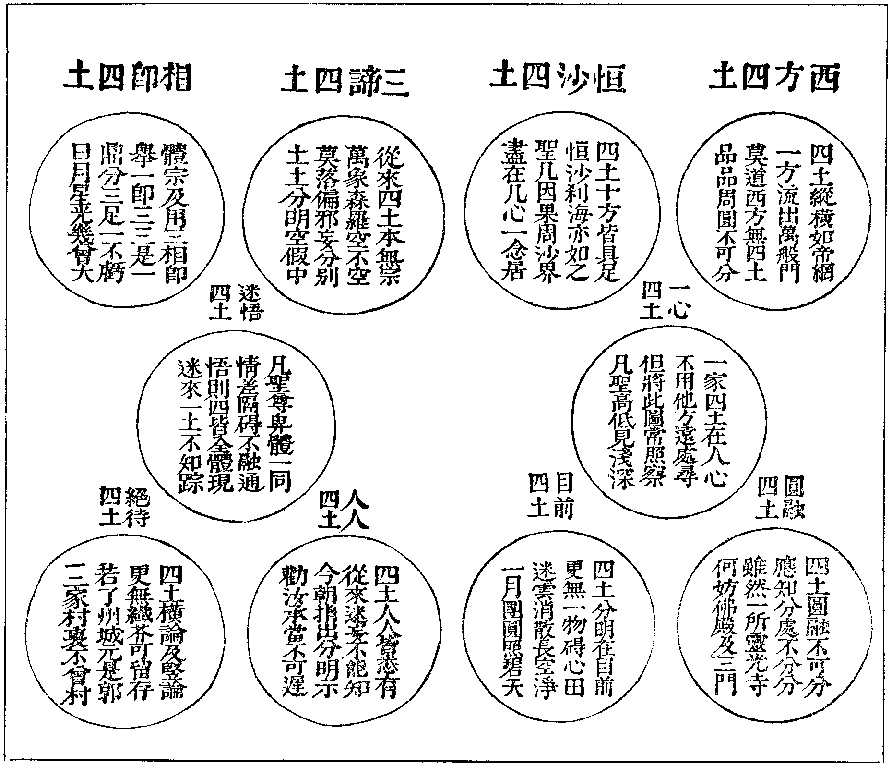 西方四土
四土縱橫如帝網
一方流出萬般門
莫道西方無四土
品品周圓不可分
恒沙四土
四土十方皆具足
恒沙刹海亦如之
聖凡因果周沙界
盡在凡心一念居
三諦四土
從來四土本無宗
萬象森羅空不空
莫落偏邪妄分別
土土分明空假中
相卽四土
體宗及用三相卽
舉一卽三三是一
鼎分三足一不虧
日月星光幾曾大
一心
四土
一家四土在人心
不用他方遠處尋
但將此圖常照察
凡聖高低見淺深
迷悟
四土
凡聖尊卑體一同
情差隔碍不融通
悟則四皆全體現
迷來一土不知踪
圓融
四土
四土圓融不可分
應知分處不分分
雖然一所靈光寺
何妨佛殿及三門
目前
四土
四土分明在目前
更無一物碍心田
迷雲消散長空淨
一月團圓照碧天
人人
四土
四土人人悉有
從來迷妄不能知
今朝指出分明示
勸汝承當不可遲
絕待
四土
四土橫論及竪論
更無纖芥可留存
若了州城元是郭
三家村裏不曾村